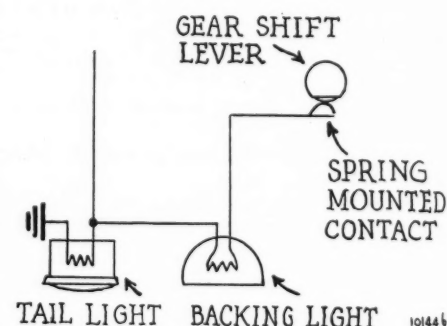 GEAR SHIFT
LEVER
SPRING
MOUNTED
CONTACT
TAIL LIGHT
BACKING LIGHT